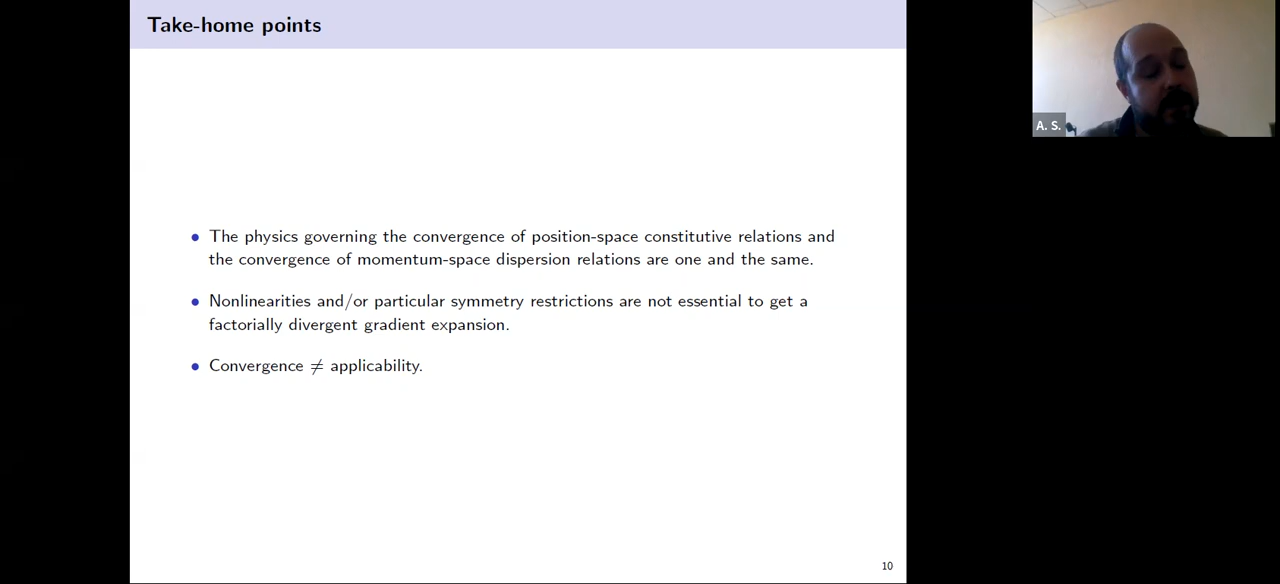 Take-home points
A. S.
• The physics governing the convergence of position-space constitutive relations and
the convergence of momentum-space dispersion relations are one and the same.
• Nonlinearities and/or particular symmetry restrictions are not essential to get a
factorially divergent gradient expansion.
• Convergence ≠ applicability.
10